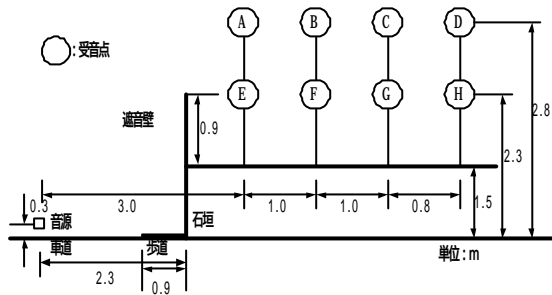 A B C D
：受音点
E F G H
遮音壁
0.9
2.8
2.3
0.3
3.0
1.0
1.0
0.8
1.5
音源
石垣
車道
歩道
単位：m
2.3
0.9